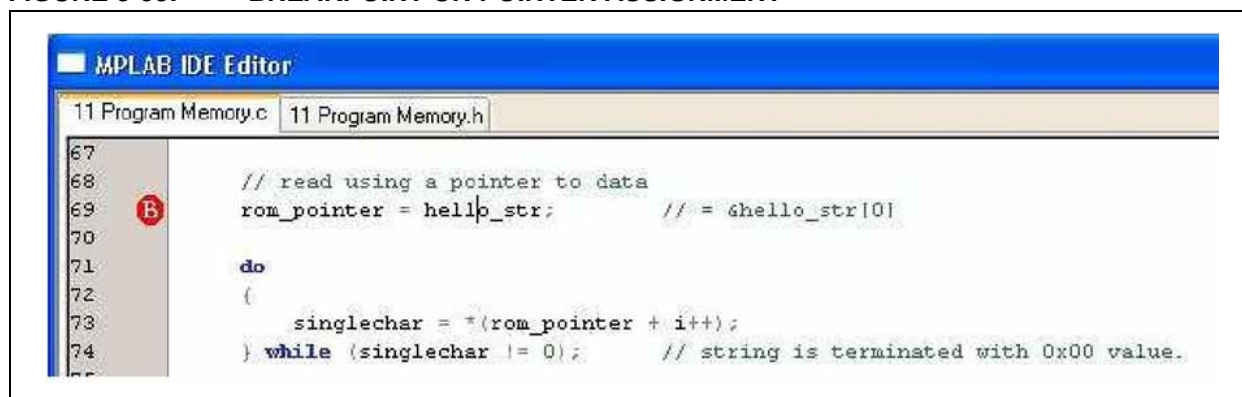 MPLAB IDE Editor
11 Program Memory.c 11 Program Memory.h
67
68 // read using a pointer to data
69 B rom_pointer = hello_str; // = &hello_str[0]
70
71 do
72 {
73 singlechar = *(rom_pointer + i++);
74 } while (singlechar != 0); // string is terminated with 0x00 value.